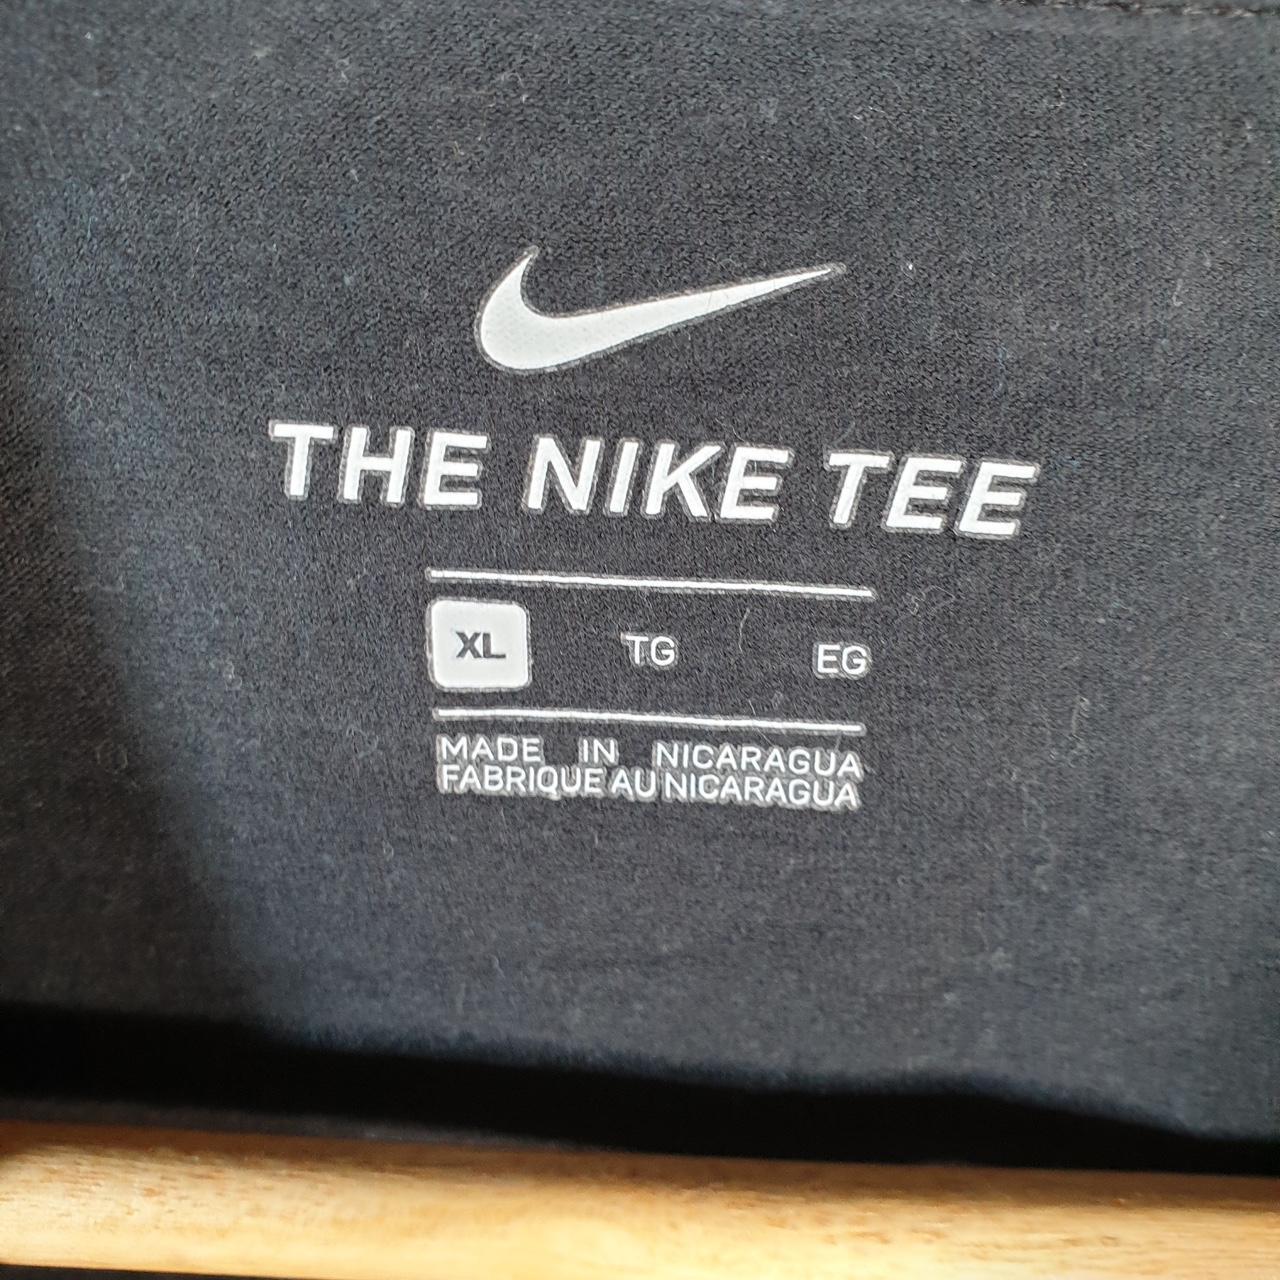 THE NIKE TEE
XL TG EG
MADE IN NICARAGUA
FABRIQUE AU NICARAGUA